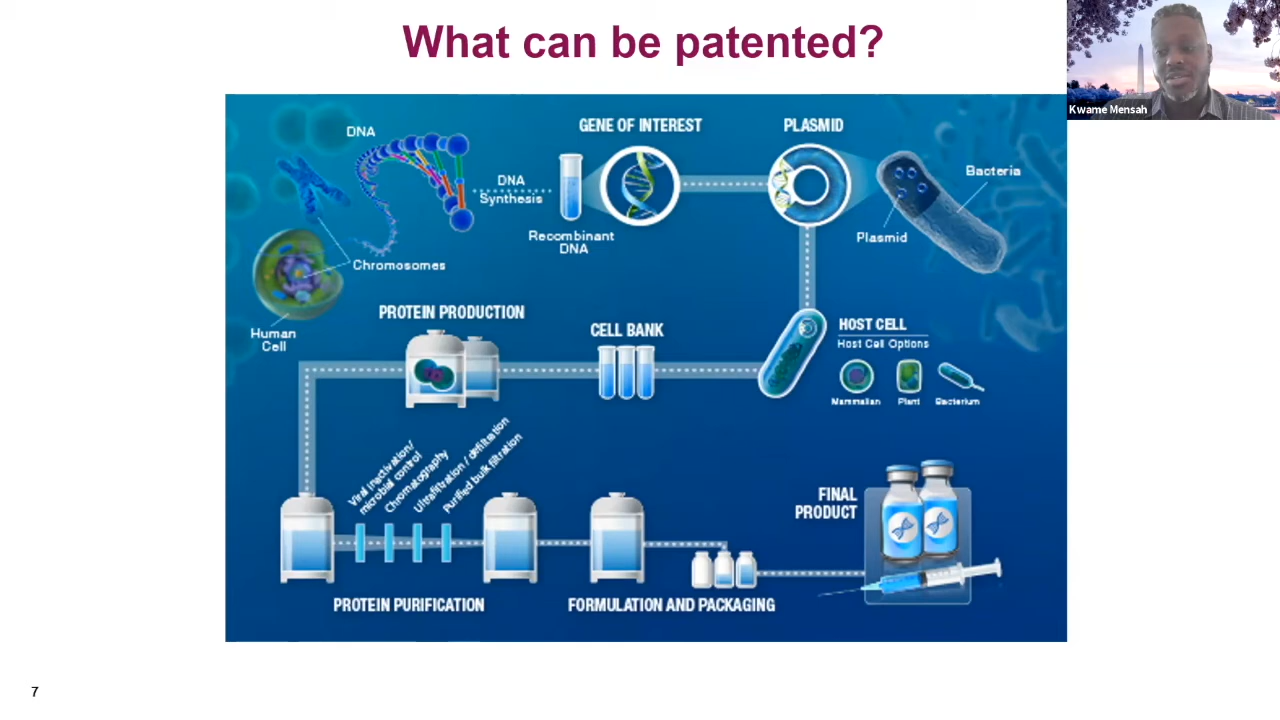 What can be patented?
Kwame Mensah
DNA
GENE OF INTEREST
PLASMID
DNA
Synthesis
Bacteria
Recombinant
DNA
Plasmid
Chromosomes
Human
Cell
PROTEIN PRODUCTION
CELL BANK
HOST CELL
Host Cell Options
Mammalian
Plant
Bacterium
Viral inactivation/
microbial control
Chromatography
Ultrafiltration / defiltration
Purified bulk filtration
FINAL
PRODUCT
PROTEIN PURIFICATION
FORMULATION AND PACKAGING
7